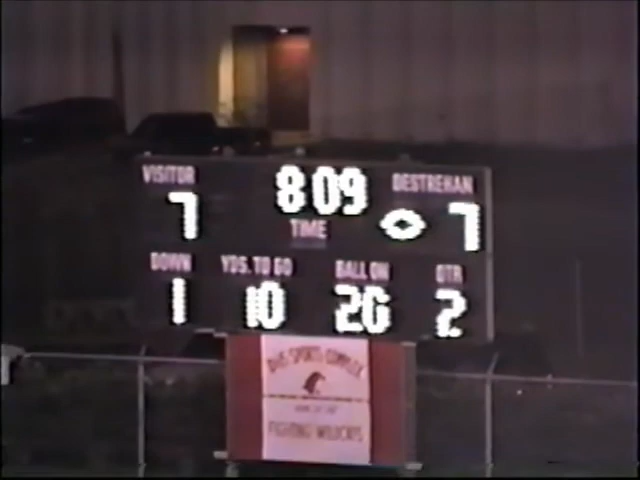 VISITOR 8 09 DESTREHAN
7 TIME 7
DOWN YDS. TO GO BALL ON QTR
1 10 26 2
DHS SPORTS COMPLEX
FIGHTING WILDCATS